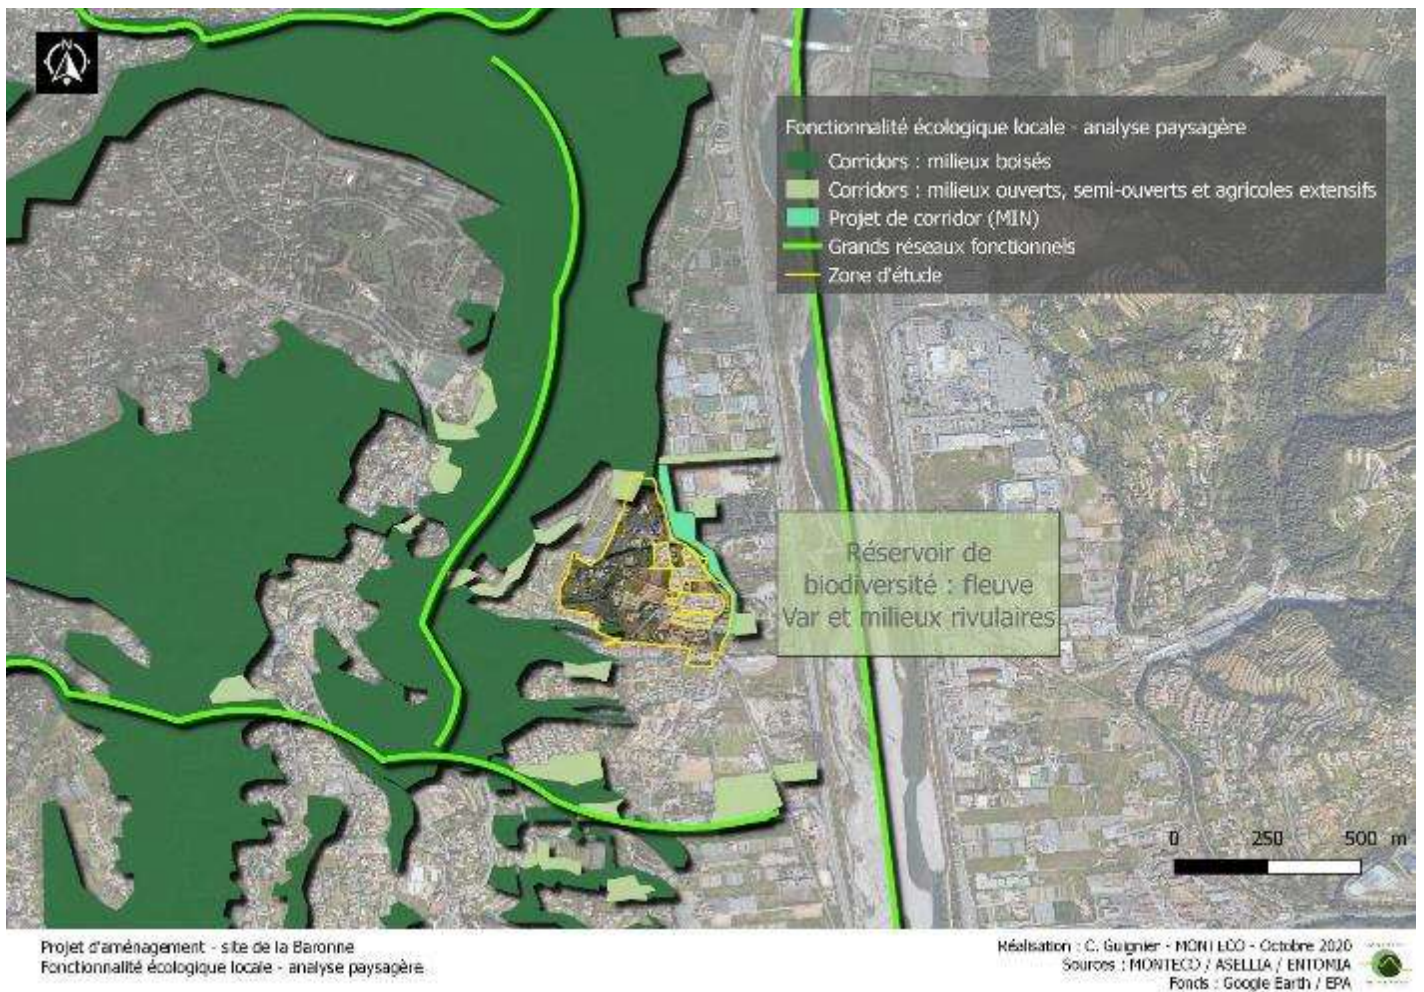 N
Fonctionnalité écologique locale - analyse paysagère
Corridors : milieux boisés
Corridors : milieux ouverts, semi-ouverts et agricoles extensifs
Projet de corridor (MIN)
Grands réseaux fonctionnels
Zone d'étude
Réservoir de
biodiversité : fleuve
Var et milieux rivulaires
0 250 500 m
Projet d'aménagement - site de la Baronne
Fonctionnalité écologique locale - analyse paysagère
Réalisation : C. Guignier - MONTECO - Octobre 2020
Sources : MONTECO / ASELLIA / ENTOMIA
Fonds : Google Earth / EPA